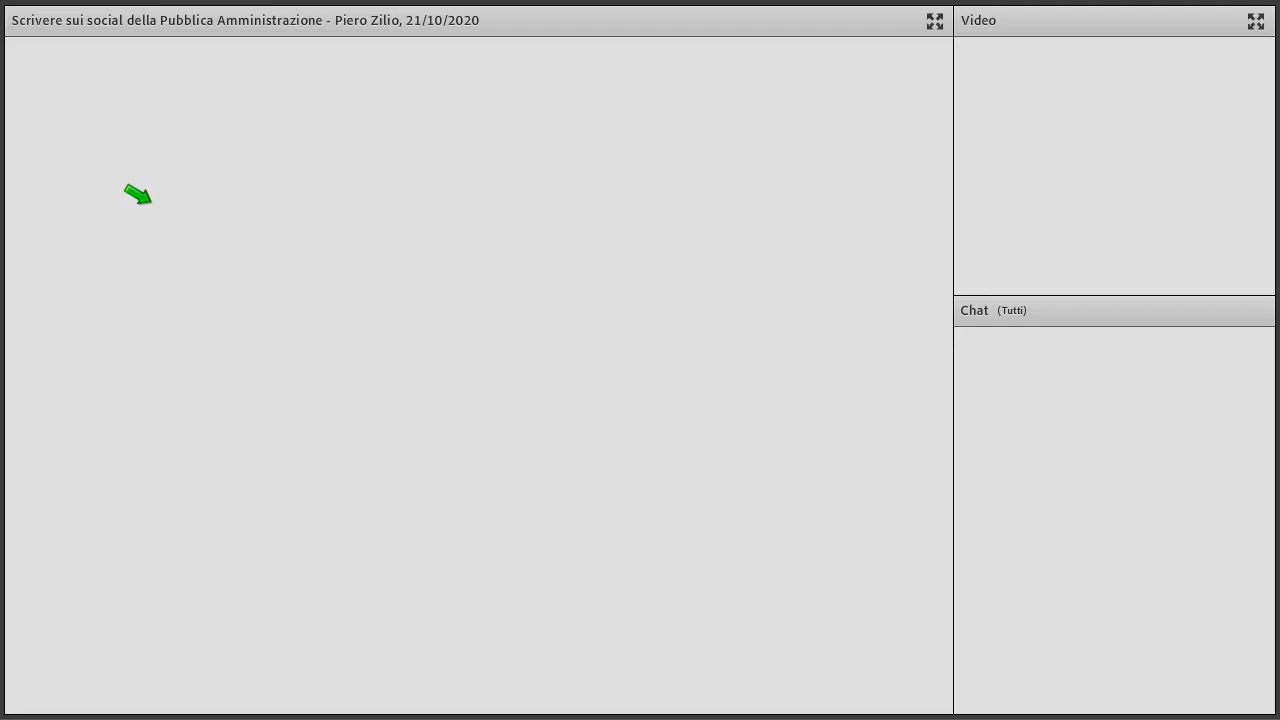 Scrivere sui social della Pubblica Amministrazione - Piero Zilio, 21/10/2020
Video
Chat (Tutti)